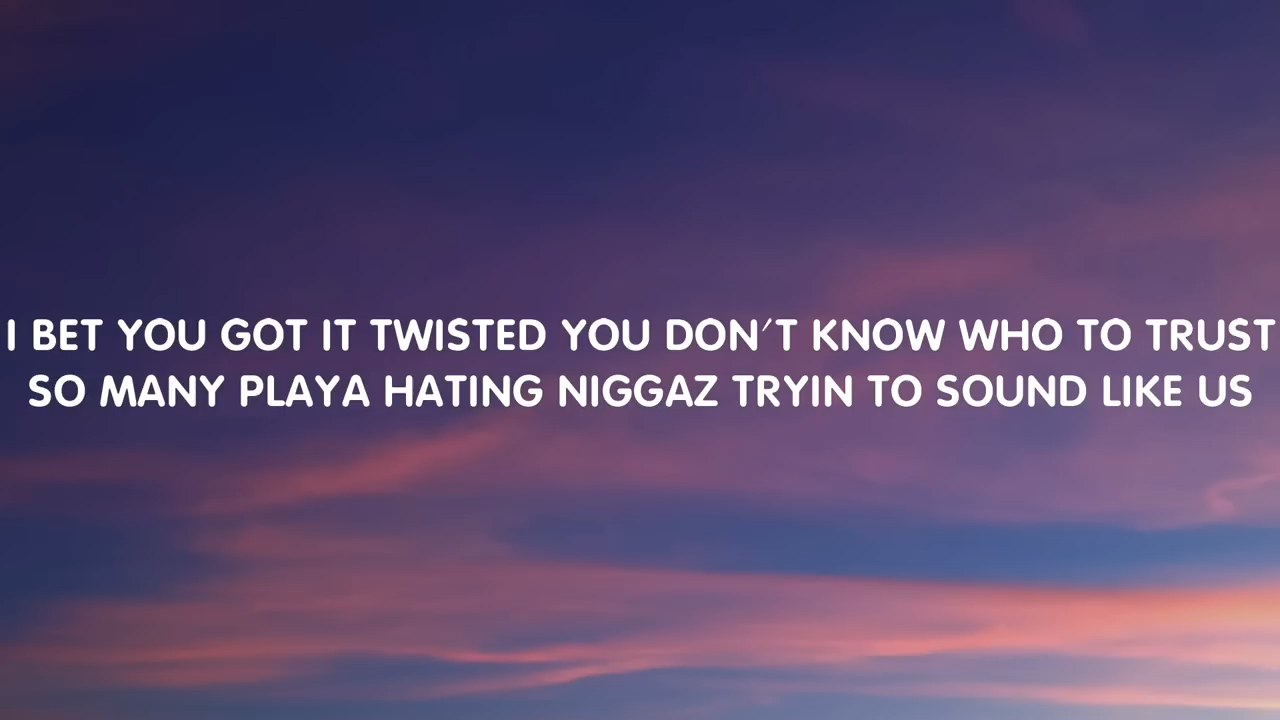 I BET YOU GOT IT TWISTED YOU DON'T KNOW WHO TO TRUST
SO MANY PLAYA HATING NIGGAZ TRYIN TO SOUND LIKE US